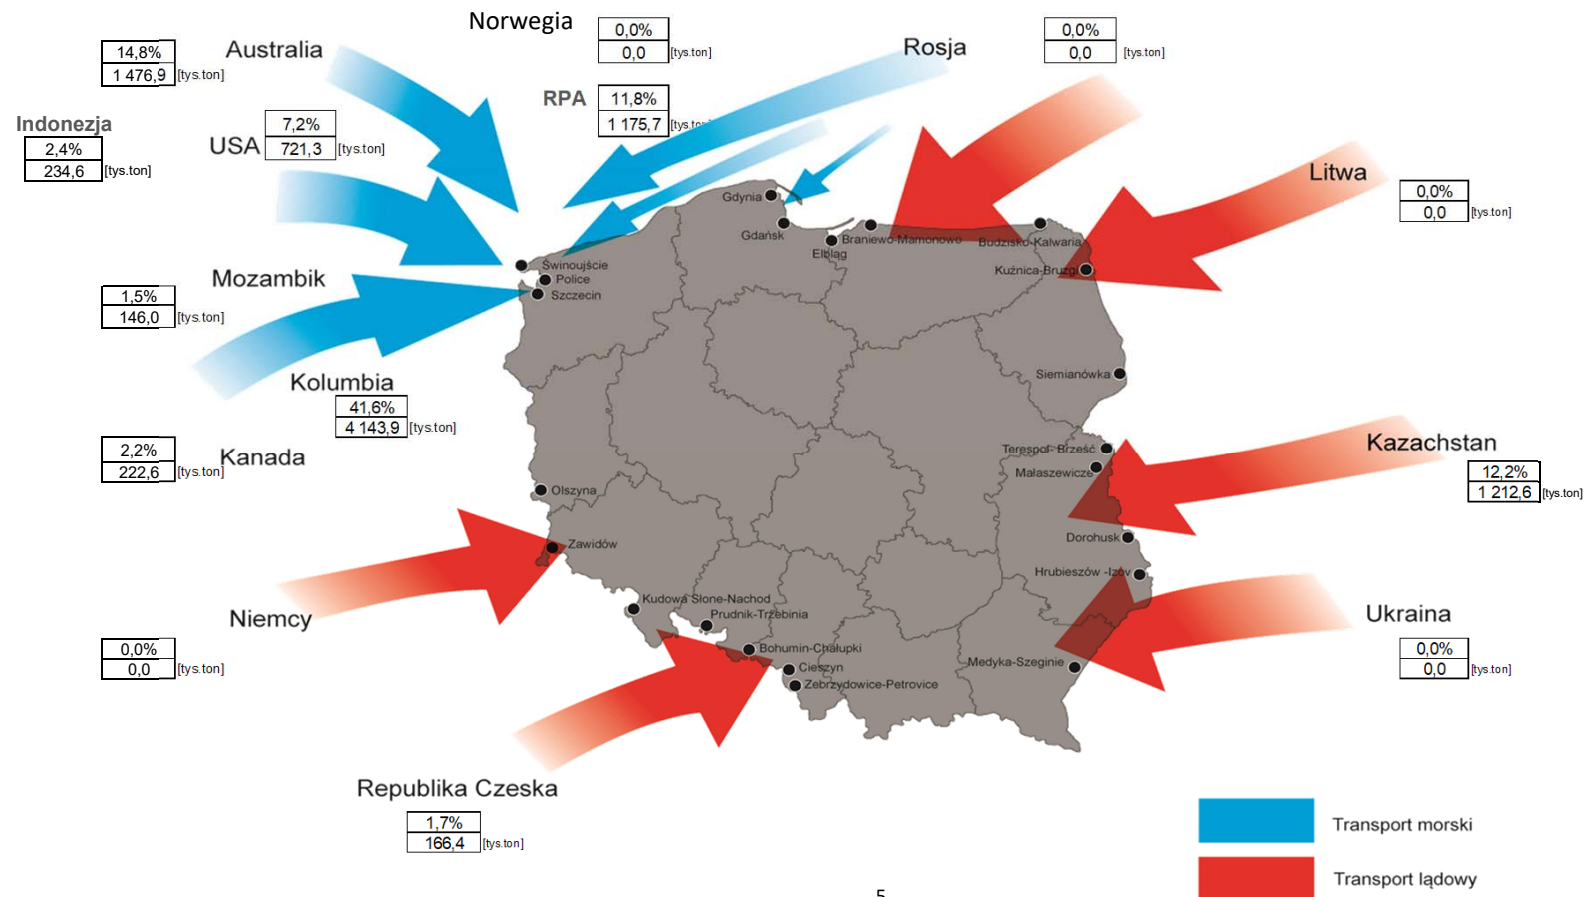 Norwegia
0,0%
0,0 [tys.ton]
Rosja
0,0%
0,0 [tys.ton]
Australia
14,8%
1 476,9 [tys.ton]
RPA
11,8%
1 175,7 [tys.to
Indonezja
2,4%
234,6 [tys.ton]
USA
7,2%
721,3 [tys.ton]
Litwa
0,0%
0,0 [tys.ton]
Mozambik
1,5%
146,0 [tys.ton]
Kolumbia
41,6%
4 143,9 [tys.ton]
Kanada
2,2%
222,6 [tys.ton]
Kazachstan
12,2%
1 212,6 [tys.ton]
Niemcy
0,0%
0,0 [tys.ton]
Ukraina
0,0%
0,0 [tys.ton]
Republika Czeska
1,7%
166,4 [tys.ton]
Gdynia
Gdańsk
Elbląg
Braniewo-Mamonowo
Budzisko-Kalwaria
Kuźnica-Bruzgi
Świnoujście
Police
Szczecin
Siemianówka
Terespol- Brześć
Małaszewicze
Olszyna
Zawidów
Dorohusk
Hrubieszów -Izov
Kudowa Słone-Nachod
Prudnik-Trzebinia
Bohumin-Chałupki
Cieszyn
Zebrzydowice-Petrovice
Medyka-Szeginie
Transport morski
Transport lądowy
5